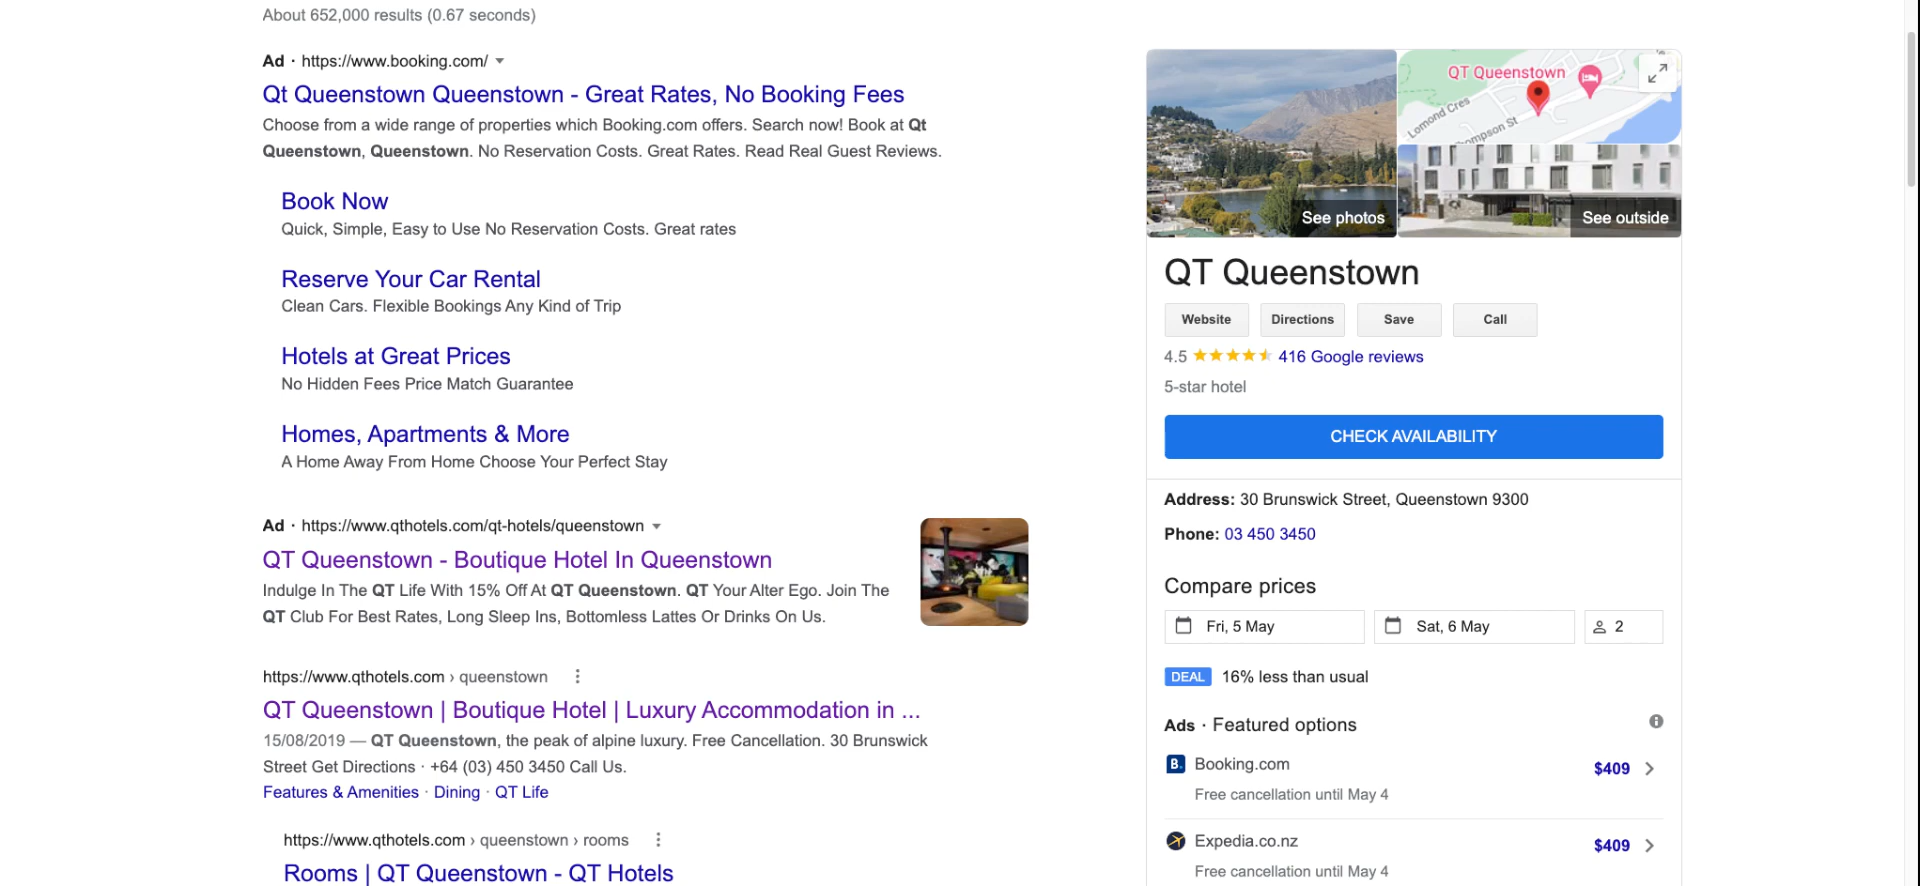 About 652,000 results (0.67 seconds)
Ad · https://www.booking.com/
Qt Queenstown Queenstown - Great Rates, No Booking Fees
Choose from a wide range of properties which Booking.com offers. Search now! Book at Qt
Queenstown, Queenstown. No Reservation Costs. Great Rates. Read Real Guest Reviews.
Book Now
Quick, Simple, Easy to Use No Reservation Costs. Great rates
Reserve Your Car Rental
Clean Cars. Flexible Bookings Any Kind of Trip
Hotels at Great Prices
No Hidden Fees Price Match Guarantee
Homes, Apartments & More
A Home Away From Home Choose Your Perfect Stay
Ad · https://www.qthotels.com/qt-hotels/queenstown
QT Queenstown - Boutique Hotel In Queenstown
Indulge In The QT Life With 15% Off At QT Queenstown. QT Your Alter Ego. Join The
QT Club For Best Rates, Long Sleep Ins, Bottomless Lattes Or Drinks On Us.
https://www.qthotels.com › queenstown
QT Queenstown | Boutique Hotel | Luxury Accommodation in ...
15/08/2019 — QT Queenstown, the peak of alpine luxury. Free Cancellation. 30 Brunswick
Street Get Directions · +64 (03) 450 3450 Call Us.
Features & Amenities · Dining · QT Life
https://www.qthotels.com › queenstown › rooms
Rooms | QT Queenstown - QT Hotels
QT Queenstown
Lomond Cres
See photos
See outside
QT Queenstown
Website
Directions
Save
Call
4.5 416 Google reviews
5-star hotel
CHECK AVAILABILITY
Address: 30 Brunswick Street, Queenstown 9300
Phone: 03 450 3450
Compare prices
Fri, 5 May
Sat, 6 May
2
DEAL 16% less than usual
Ads · Featured options
B. Booking.com
$409
Free cancellation until May 4
Expedia.co.nz
$409
Free cancellation until May 4